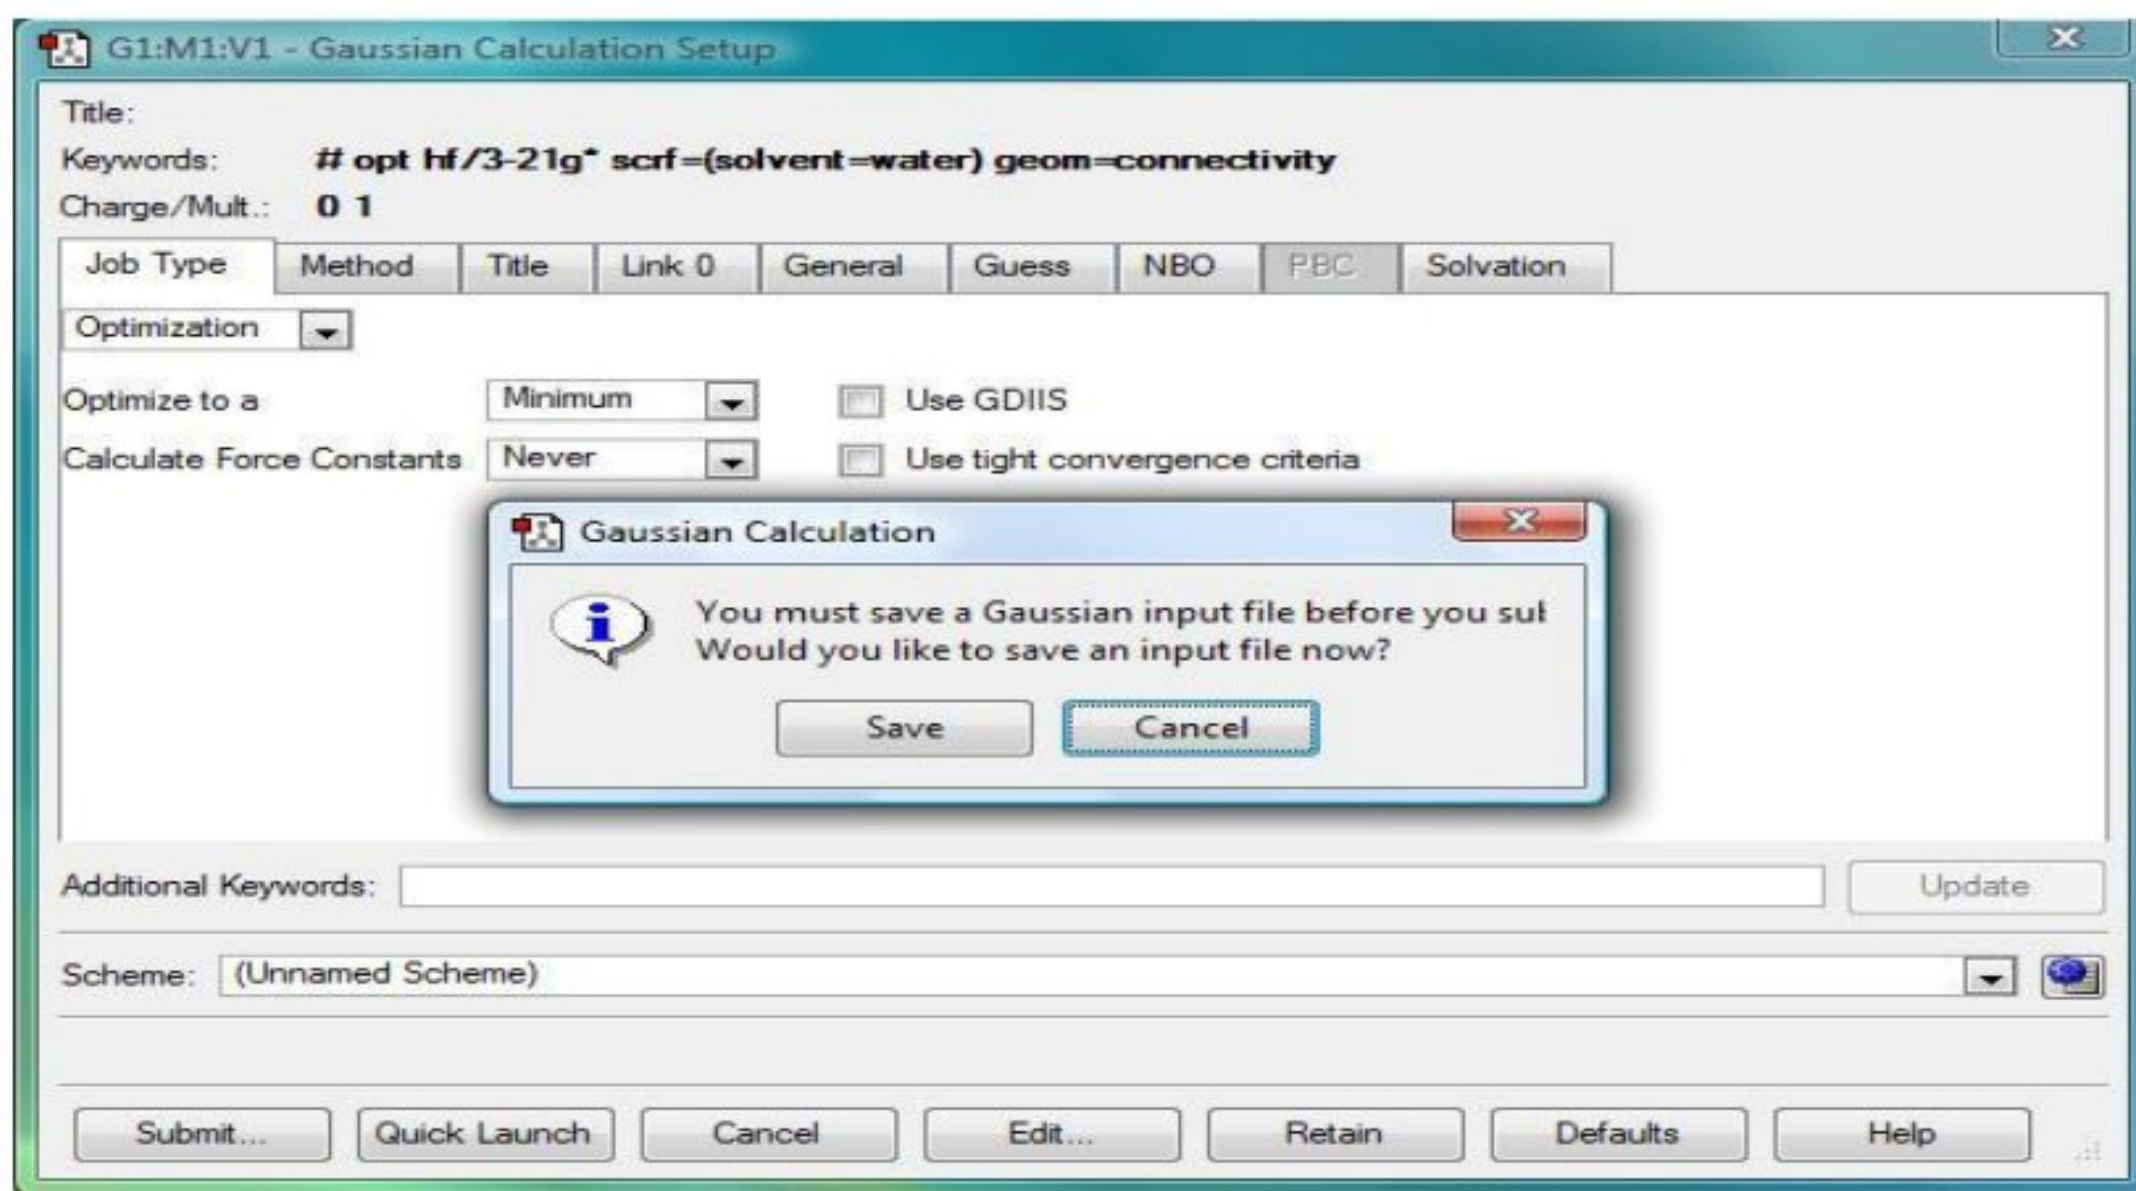 G1:M1:V1 - Gaussian Calculation Setup
Title:
Keywords: # opt hf/3-21g* scrf=(solvent=water) geom=connectivity
Charge/Mult.: 0 1
Job Type Method Title Link 0 General Guess NBO PBC Solvation
Optimization
Optimize to a Minimum Use GDIIS
Calculate Force Constants Never Use tight convergence criteria
Gaussian Calculation
You must save a Gaussian input file before you
Would you like to save an input file now?
Save Cancel
Additional Keywords: Update
Scheme: (Unnamed Scheme)
Submit... Quick Launch Cancel Edit... Retain Defaults Help